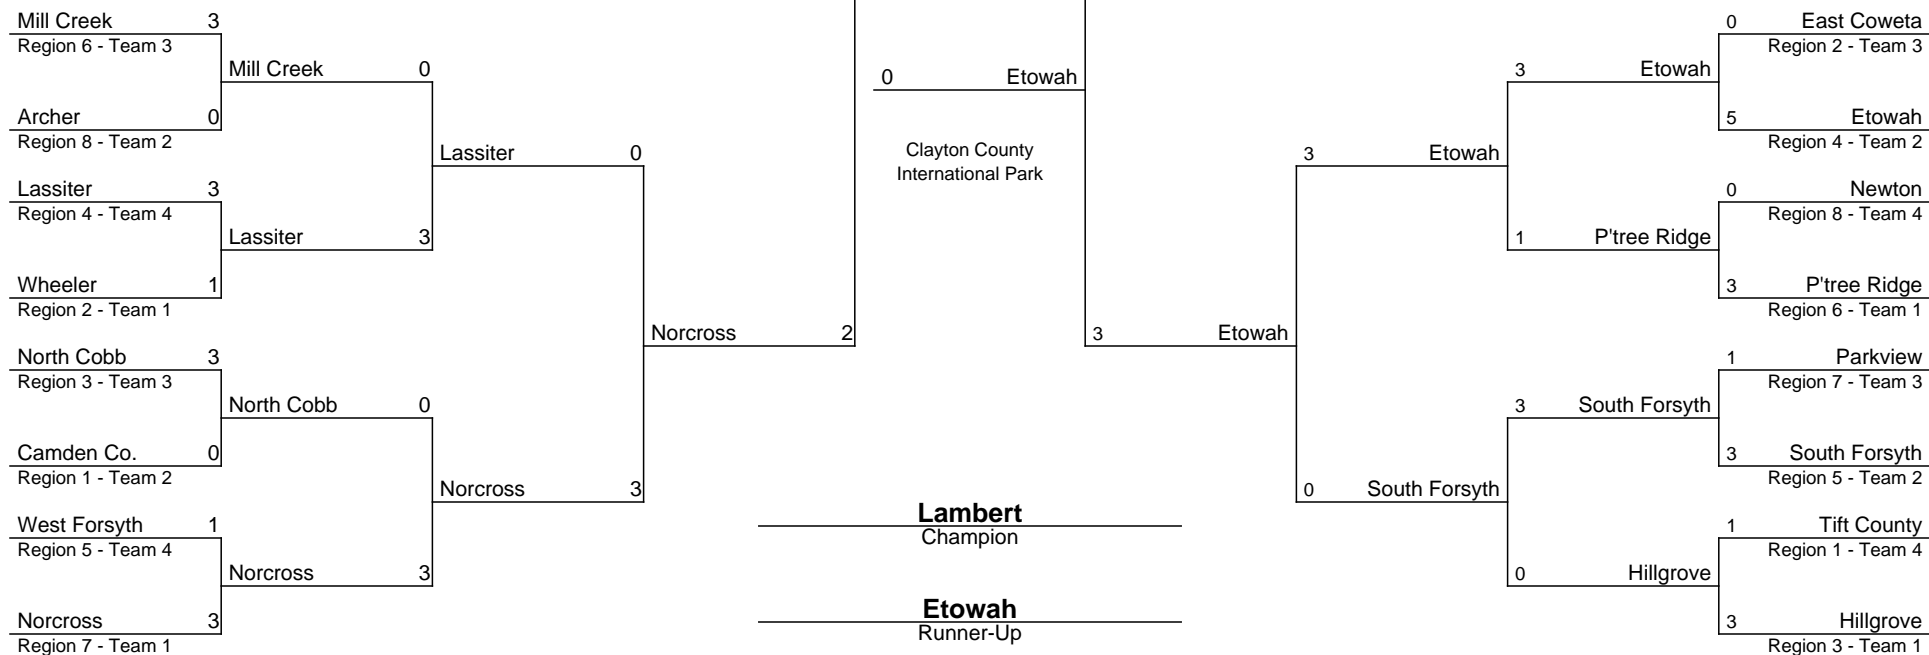 Mill Creek 3
Region 6 - Team 3
Mill Creek 0
Archer 0
Region 8 - Team 2
Lassiter 0
Lassiter 3
Region 4 - Team 4
Lassiter 3
Wheeler 1
Region 2 - Team 1
Norcross 2
North Cobb 3
Region 3 - Team 3
North Cobb 0
Camden Co. 0
Region 1 - Team 2
Norcross 3
West Forsyth 1
Region 5 - Team 4
Norcross 3
Norcross 3
Region 7 - Team 1
0 Etowah
Clayton County
International Park
Lambert
Champion
Etowah
Runner-Up
0 East Coweta
Region 2 - Team 3
3 Etowah
5 Etowah
Region 4 - Team 2
3 Etowah
0 Newton
Region 8 - Team 4
1 P'tree Ridge
3 P'tree Ridge
Region 6 - Team 1
3 Etowah
1 Parkview
Region 7 - Team 3
3 South Forsyth
3 South Forsyth
Region 5 - Team 2
0 South Forsyth
1 Tift County
Region 1 - Team 4
0 Hillgrove
3 Hillgrove
Region 3 - Team 1